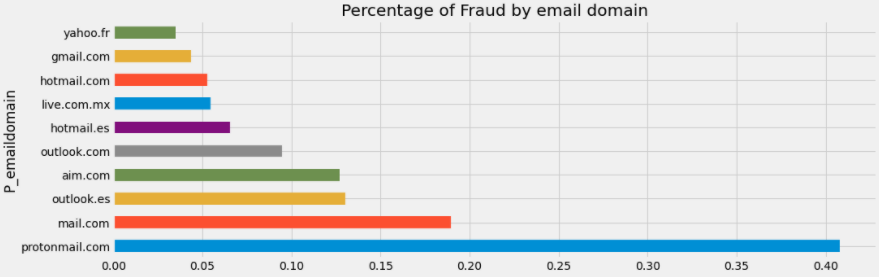 Percentage of Fraud by email domain
P_emaildomain
yahoo.fr
gmail.com
hotmail.com
live.com.mx
hotmail.es
outlook.com
aim.com
outlook.es
mail.com
protonmail.com
0.00 0.05 0.10 0.15 0.20 0.25 0.30 0.35 0.40